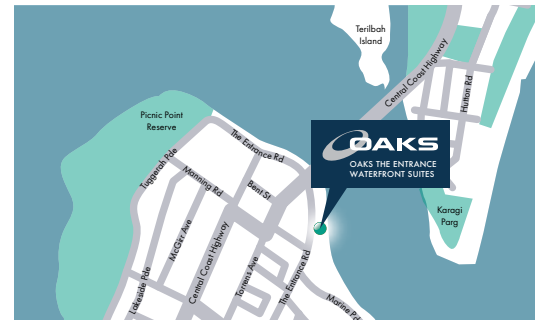 Terilbah
Island
Central Coast Highway
Hutton Rd
Picnic Point
Reserve
The Entrance Rd
OAKS
OAKS THE ENTRANCE
WATERFRONT SUITES
Tuggerah Pde
Manning Rd
Bent St
Karagi
Parg
McGirr Ave
Central Coast Highway
Torrens Ave
The Entrance Rd
Lakeside Pde
Marine Pde